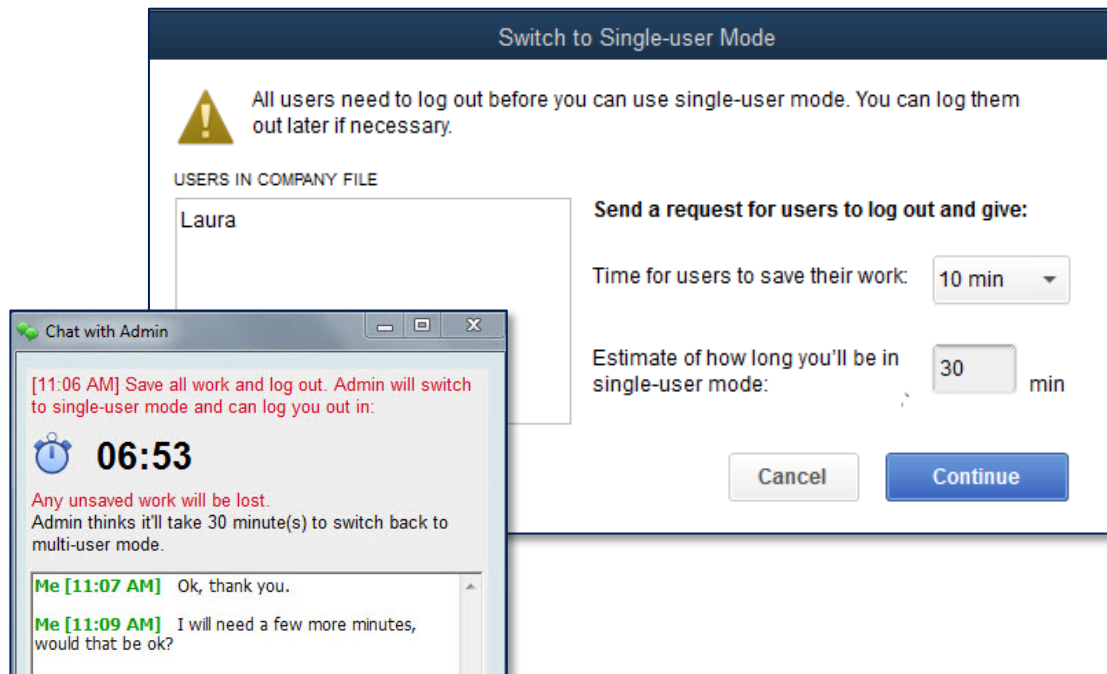 Switch to Single-user Mode
All users need to log out before you can use single-user mode. You can log them
out later if necessary.
USERS IN COMPANY FILE
Laura
Send a request for users to log out and give:
Time for users to save their work:
10 min
Estimate of how long you'll be in
single-user mode:
30
min
Cancel
Continue
Chat with Admin
[11:06 AM] Save all work and log out. Admin will switch
to single-user mode and can log you out in:
06:53
Any unsaved work will be lost.
Admin thinks it'll take 30 minute(s) to switch back to
multi-user mode.
Me [11:07 AM] Ok, thank you.
Me [11:09 AM] I will need a few more minutes,
would that be ok?